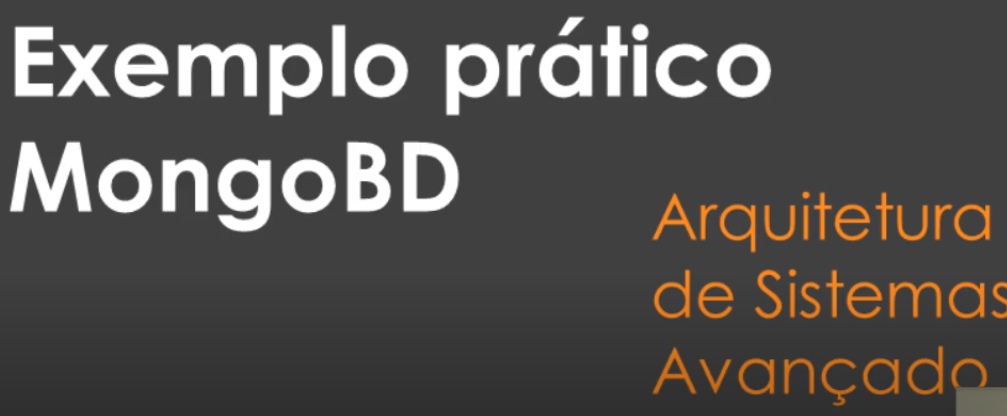 Exemplo prático
MongoBD
Arquitetura
de Sistemas
Avançado